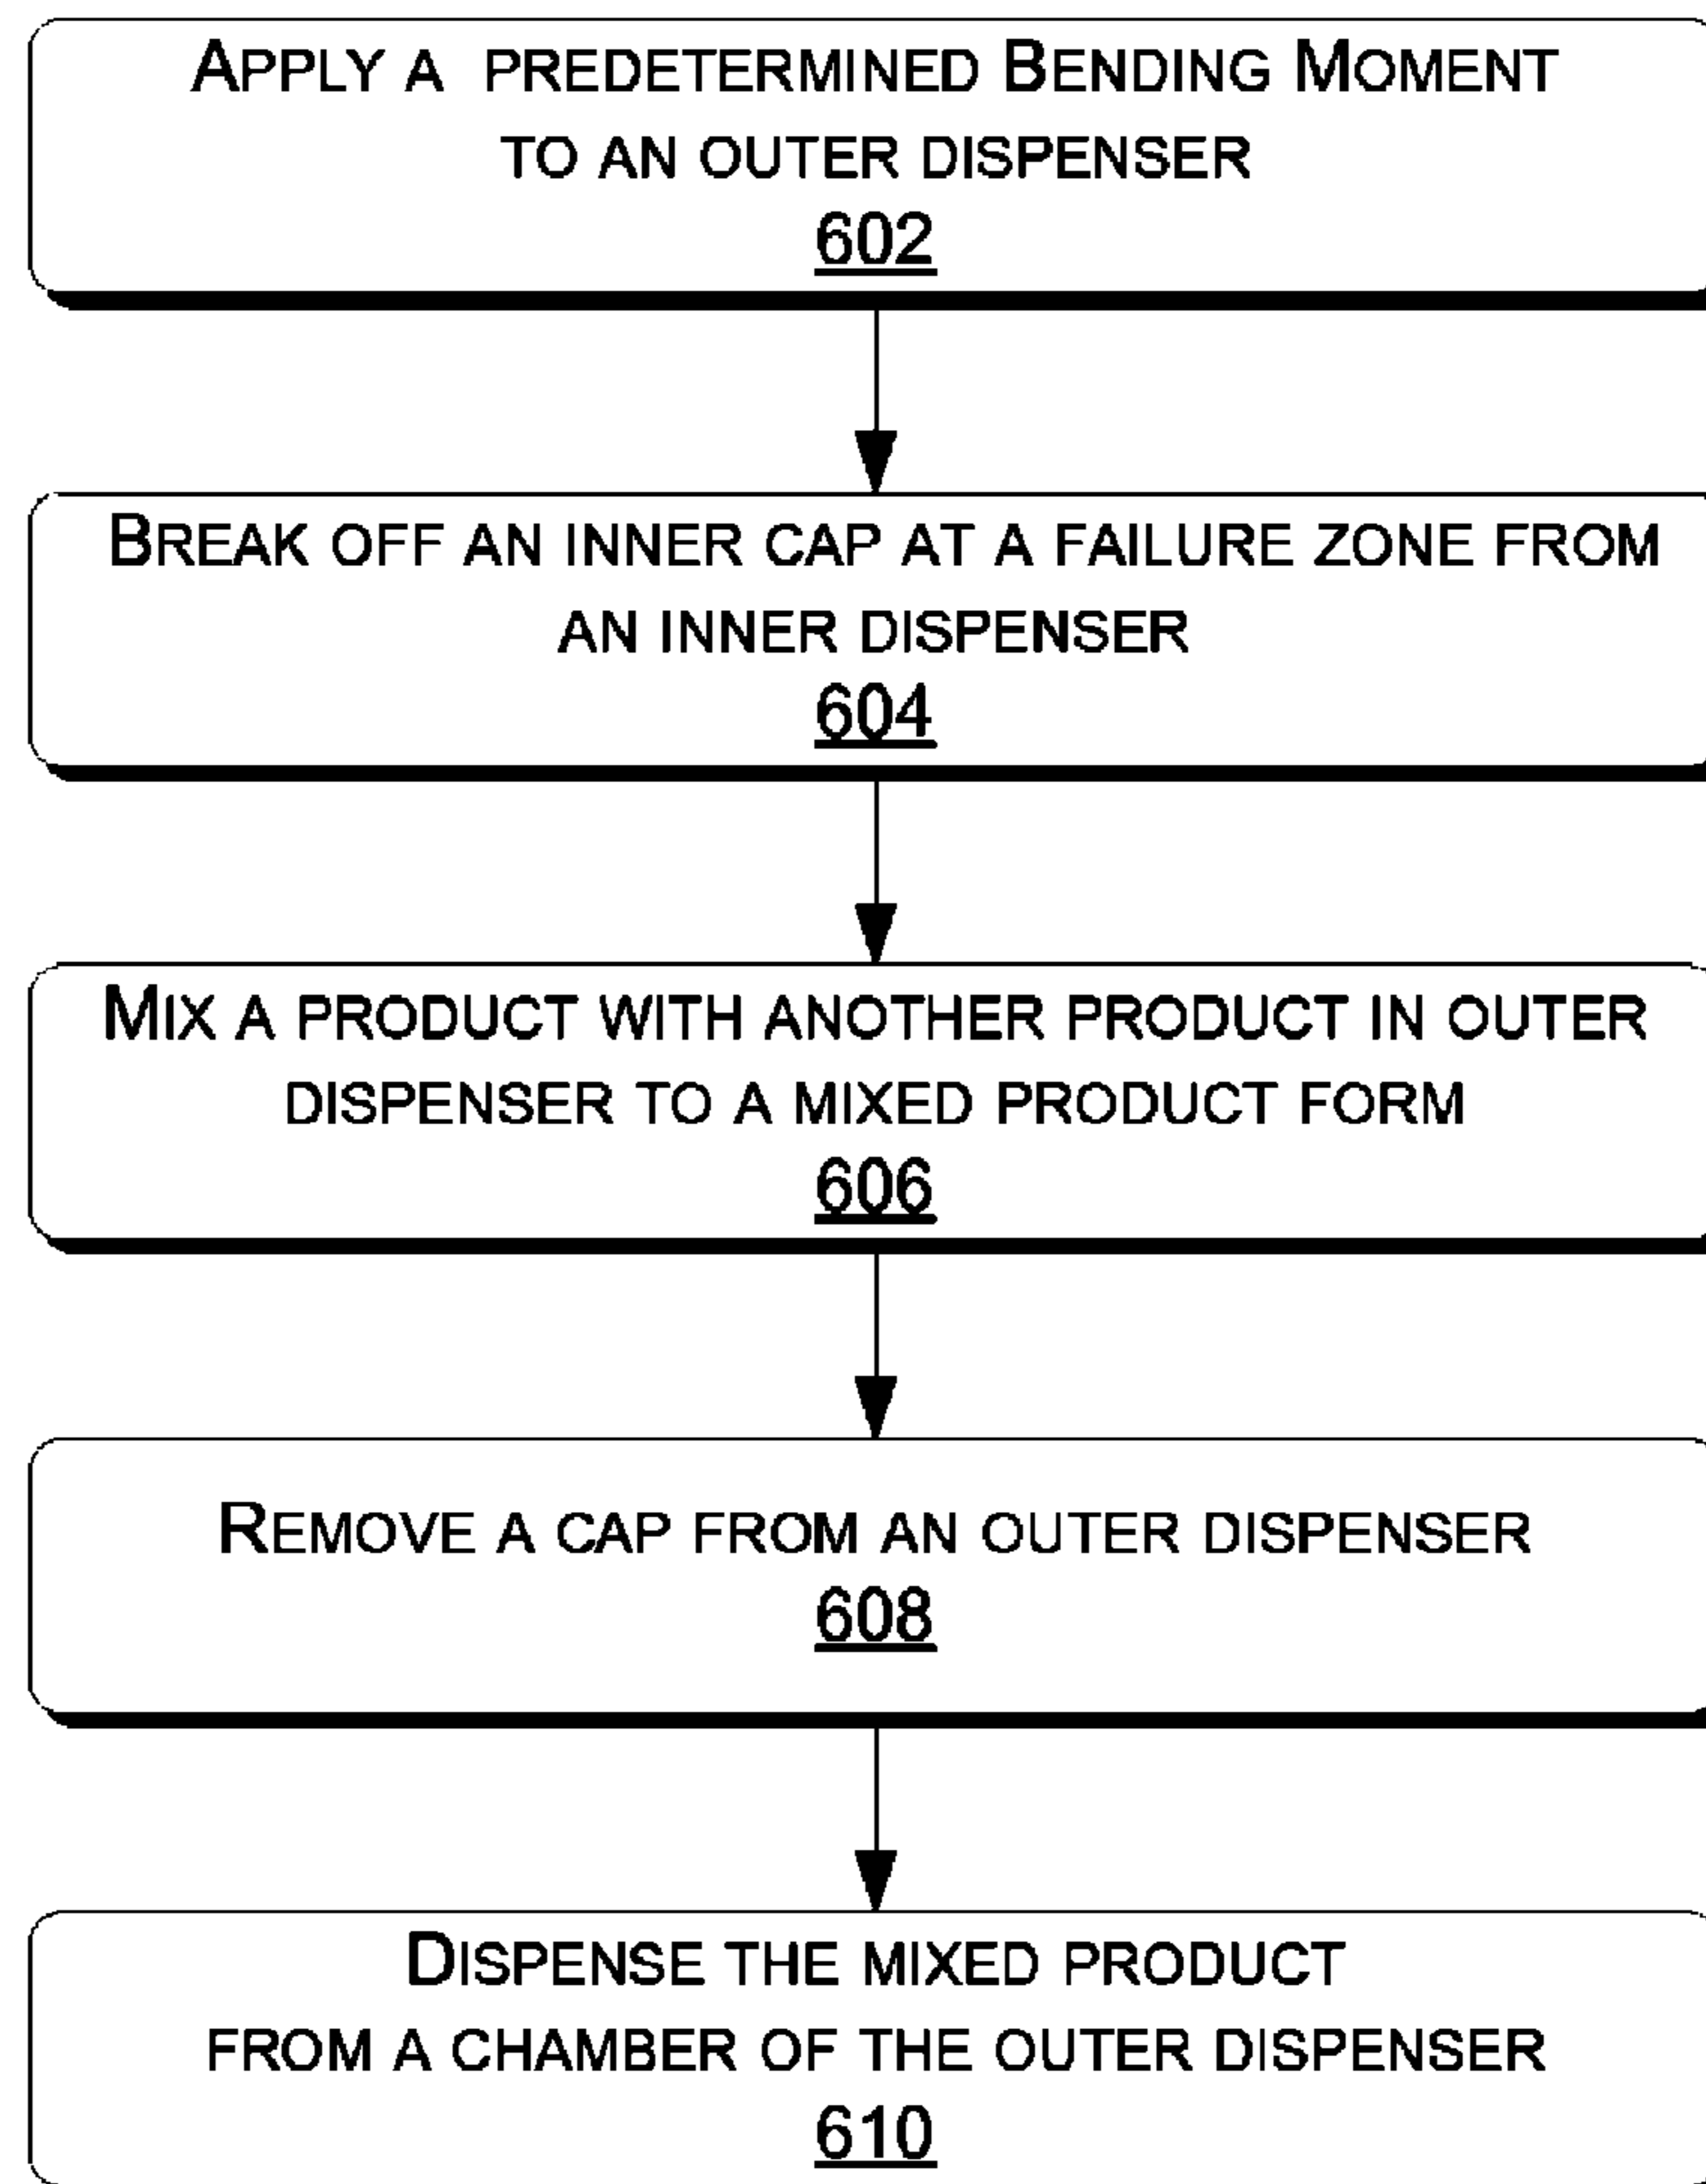 APPLY A PREDETERMINED BENDING MOMENT
TO AN OUTER DISPENSER
602
BREAK OFF AN INNER CAP AT A FAILURE ZONE FROM
AN INNER DISPENSER
604
MIX A PRODUCT WITH ANOTHER PRODUCT IN OUTER
DISPENSER TO A MIXED PRODUCT FORM
606
REMOVE A CAP FROM AN OUTER DISPENSER
608
DISPENSE THE MIXED PRODUCT
FROM A CHAMBER OF THE OUTER DISPENSER
610